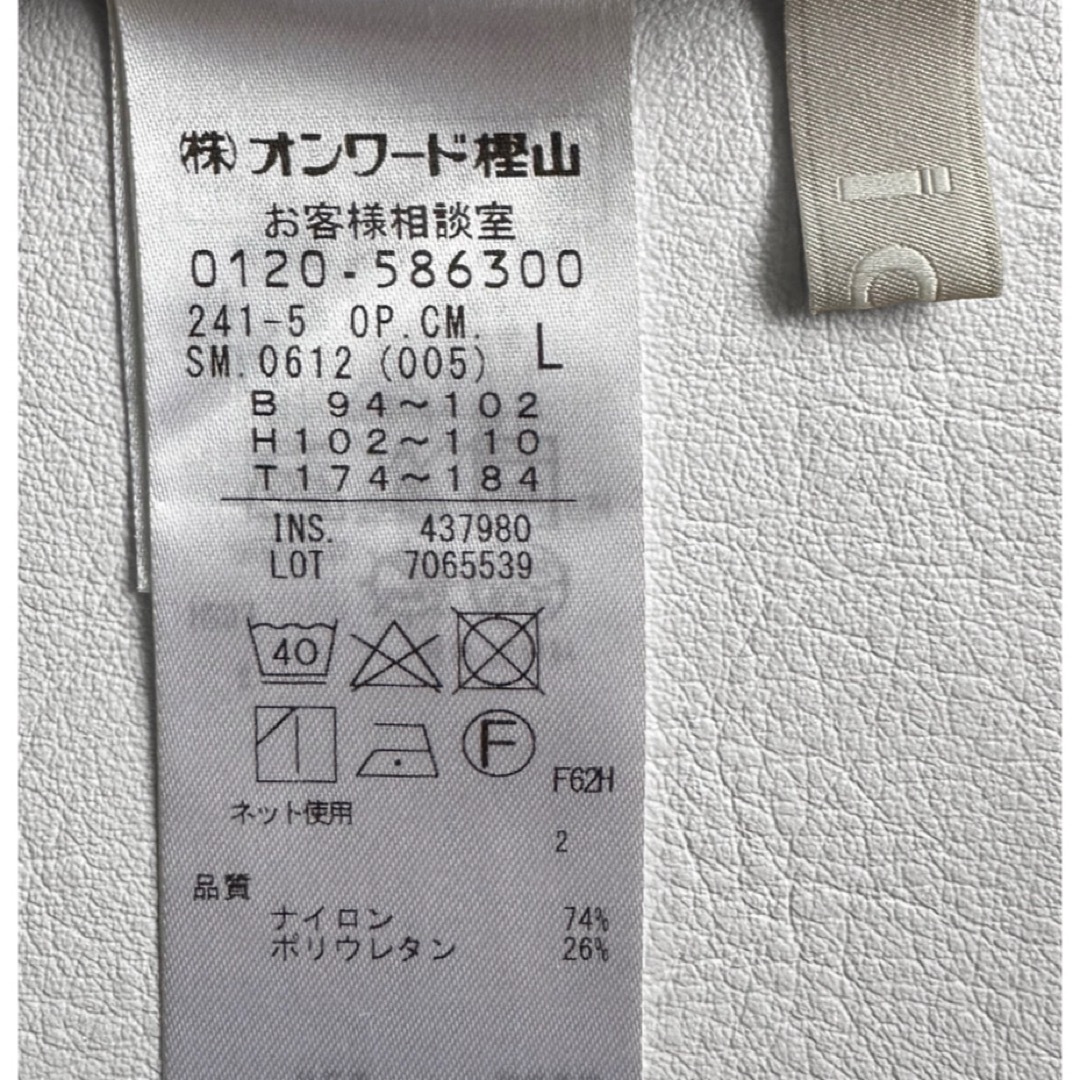 ㈱オンワード樫山
お客様相談室
0120-586300
241-5 OP.CM.
SM.0612 (005) L
B 94～102
H102～110
T174～184
INS. 437980
LOT 7065539
40
F
F62H
ネット使用
2
品質
ナイロン 74%
ポリウレタン 26%